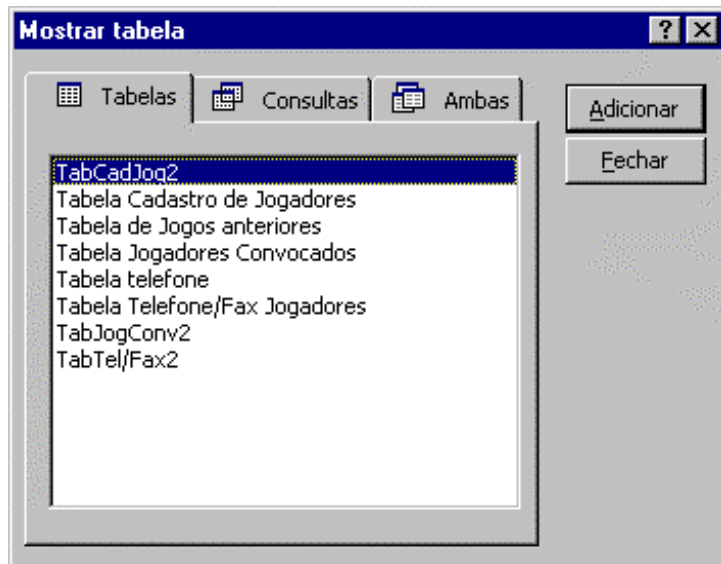 Mostrar tabela
Tabelas Consultas Ambas
Adicionar
Fechar
TabCadJog2
Tabela Cadastro de Jogadores
Tabela de Jogos anteriores
Tabela Jogadores Convocados
Tabela telefone
Tabela Telefone/Fax Jogadores
TabJogConv2
TabTel/Fax2